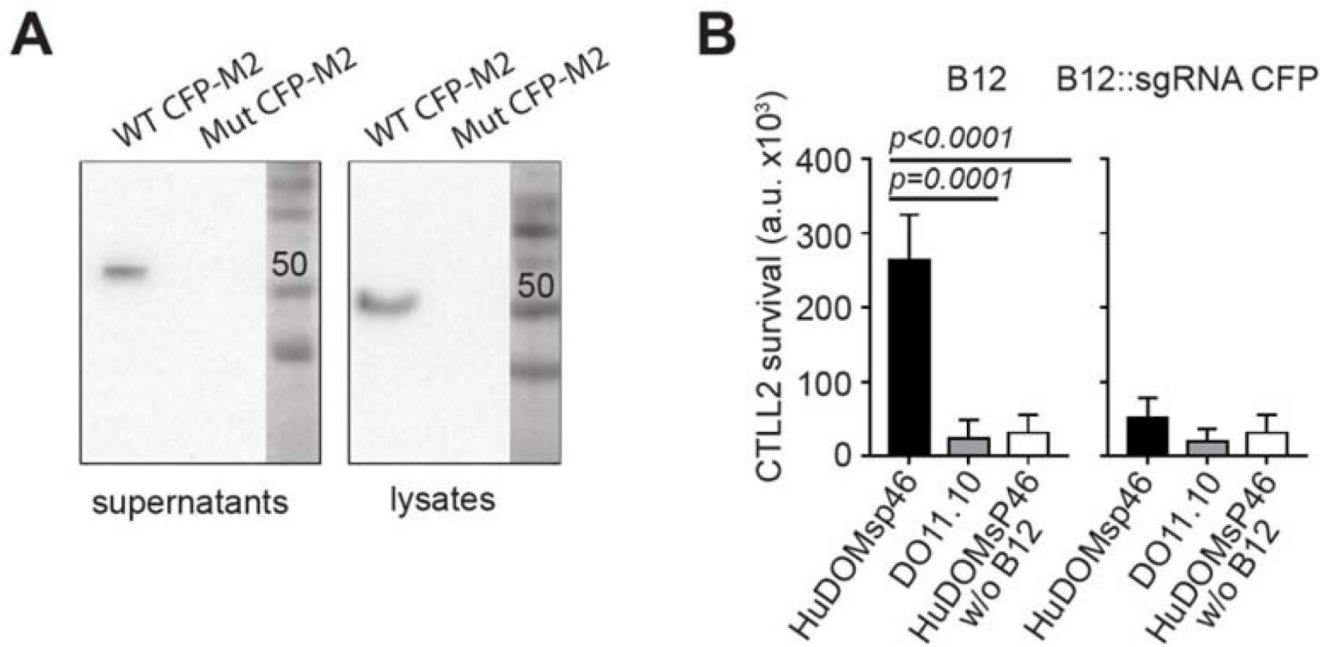 A
WT CFP-M2
Mut CFP-M2
WT CFP-M2
Mut CFP-M2
50
50
supernatants
lysates
B
B12
B12::sgRNA CFP
CTLL2 survival (a.u. x10³)
p<0.0001
p=0.0001
400
300
200
100
0
HuDOMsp46
DO11.10
HuDOMsP46
w/o B12
HuDOMsp46
DO11.10
HuDOMsP46
w/o B12